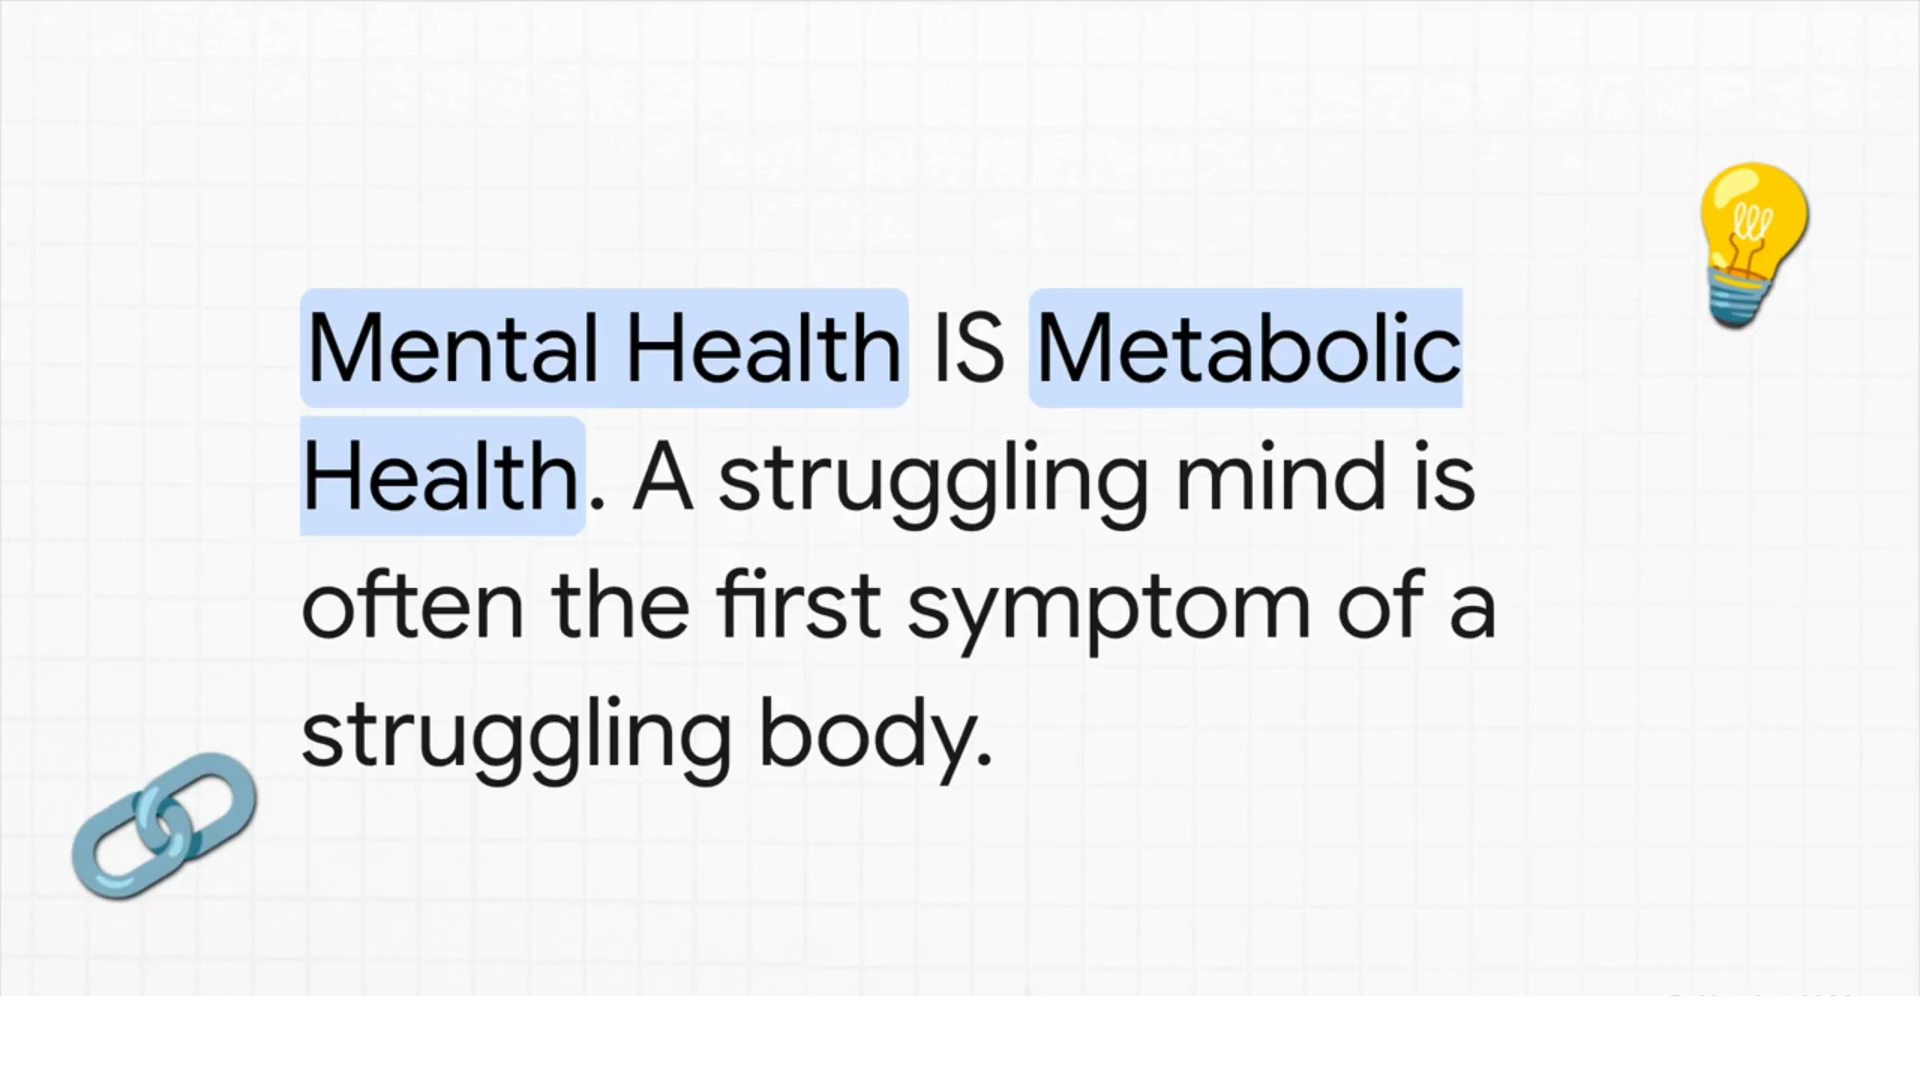 Mental Health IS Metabolic
Health. A struggling mind is
often the first symptom of a
struggling body.